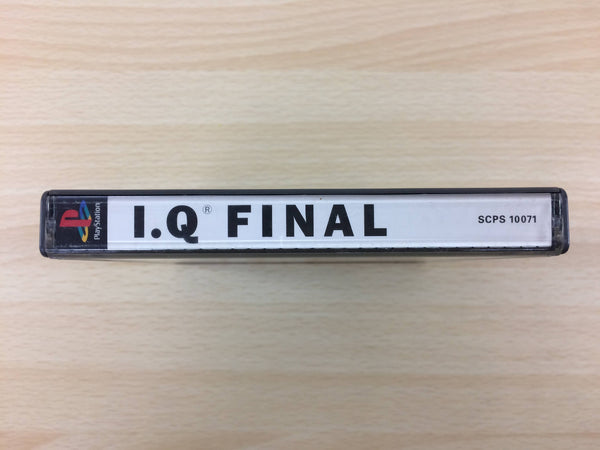 PlayStation
I.Q® FINAL
SCPS 10071